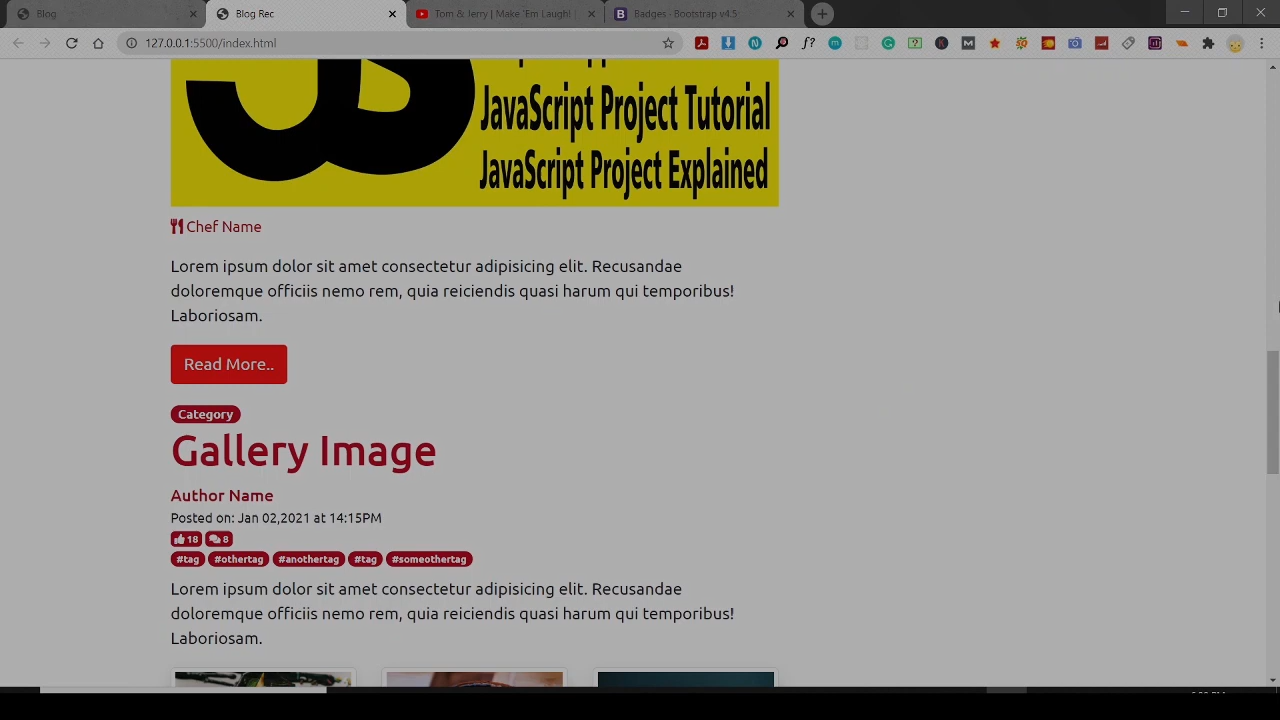 Blog
Blog Rec
Tom & Jerry | Make 'Em Laugh! |
Badges · Bootstrap v4.5
127.0.0.1:5500/index.html
JS
JavaScript Project Tutorial
JavaScript Project Explained
Chef Name
Lorem ipsum dolor sit amet consectetur adipisicing elit. Recusandae
doloremque officiis nemo rem, quia reiciendis quasi harum qui temporibus!
Laboriosam.
Read More..
Category
Gallery Image
Author Name
Posted on: Jan 02,2021 at 14:15PM
18 8
#tag #othertag #anothertag #tag #someothertag
Lorem ipsum dolor sit amet consectetur adipisicing elit. Recusandae
doloremque officiis nemo rem, quia reiciendis quasi harum qui temporibus!
Laboriosam.